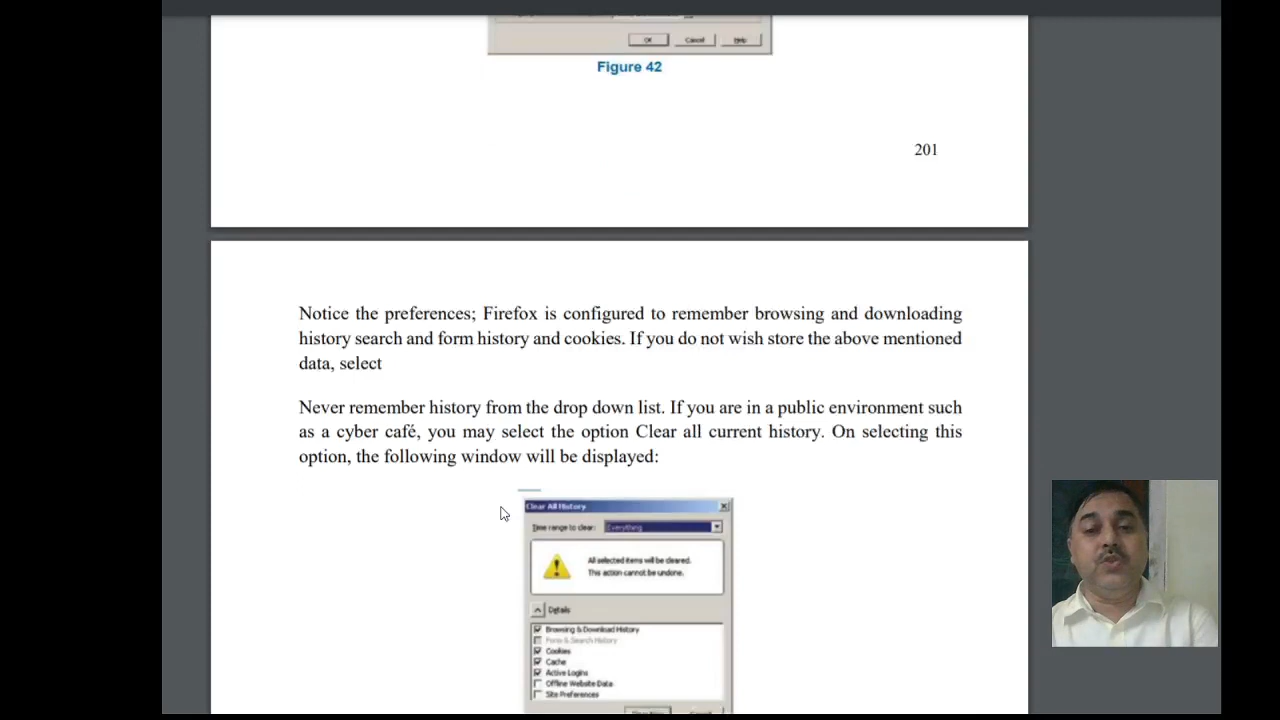 OK Cancel Help
Figure 42
201
Notice the preferences; Firefox is configured to remember browsing and downloading
history search and form history and cookies. If you do not wish store the above mentioned
data, select
Never remember history from the drop down list. If you are in a public environment such
as a cyber café, you may select the option Clear all current history. On selecting this
option, the following window will be displayed:
Clear All History
Time range to clear: Everything
All selected items will be cleared.
This action cannot be undone.
Details
Browsing & Download History
Form & Search History
Cookies
Cache
Active Logins
Offline Website Data
Site Preferences